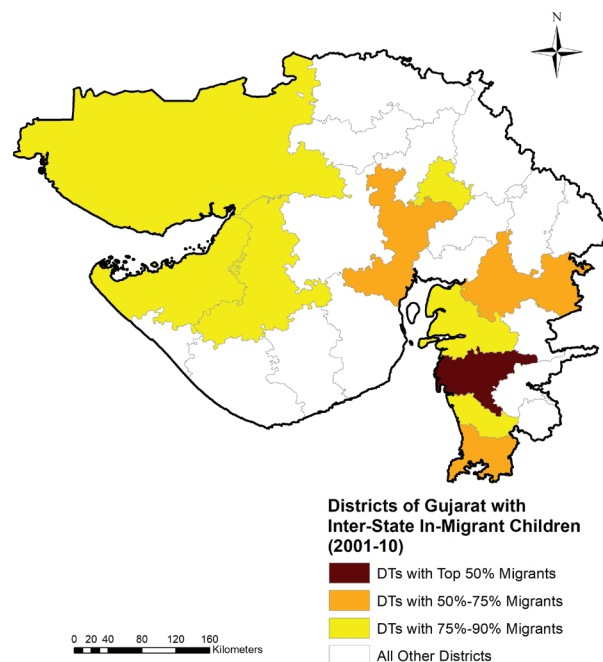 N
Districts of Gujarat with
Inter-State In-Migrant Children
(2001-10)
DTs with Top 50% Migrants
DTs with 50%-75% Migrants
DTs with 75%-90% Migrants
All Other Districts
0 20 40 80 120 160
Kilometers